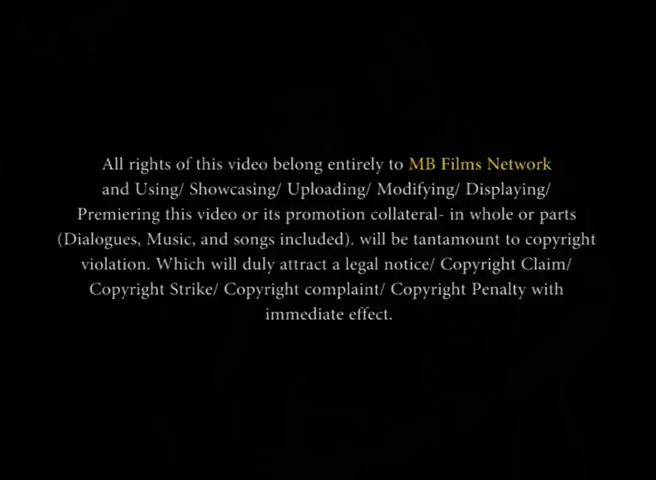 All rights of this video belong entirely to MB Films Network
and Using/ Showcasing/ Uploading/ Modifying/ Displaying/
Premiering this video or its promotion collateral- in whole or parts
(Dialogues, Music, and songs included). will be tantamount to copyright
violation. Which will duly attract a legal notice/ Copyright Claim/
Copyright Strike/ Copyright complaint/ Copyright Penalty with
immediate effect.